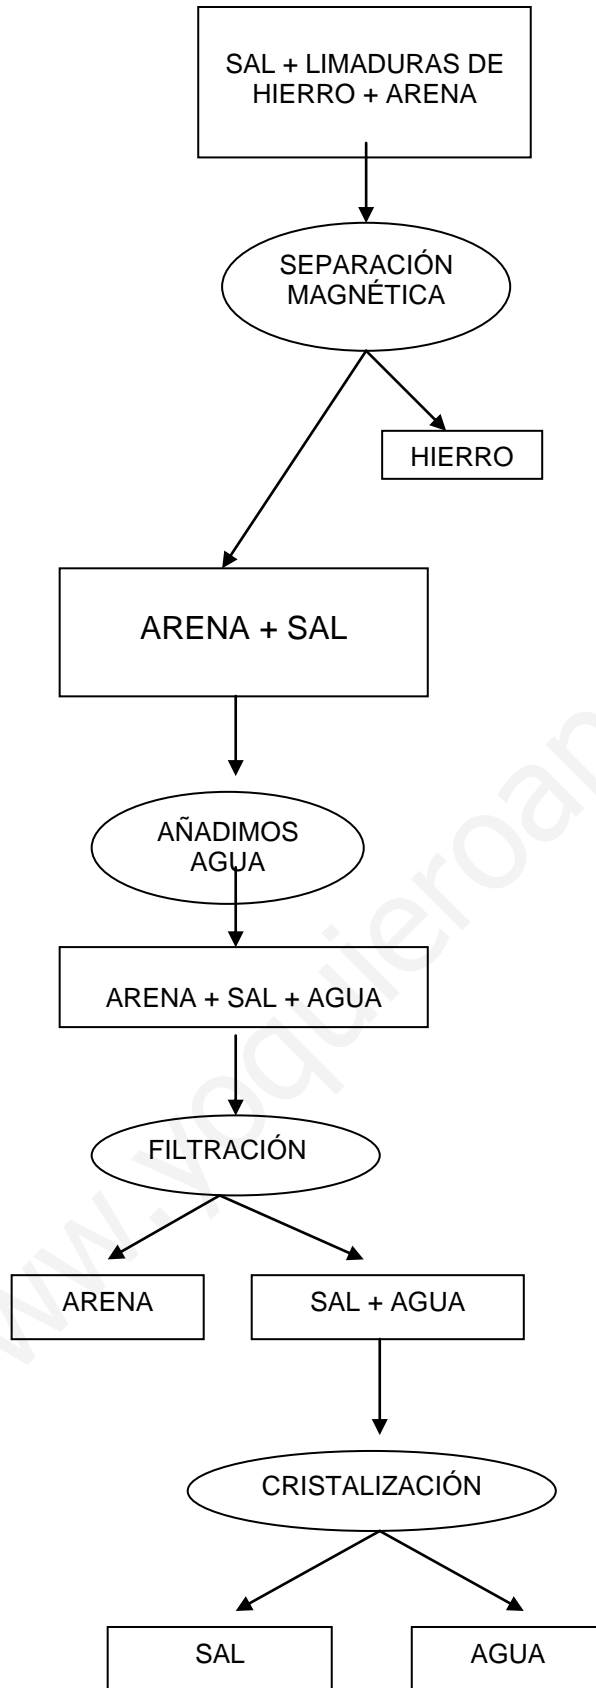 SAL + LIMADURAS DE
HIERRO + ARENA
SEPARACIÓN
MAGNÉTICA
HIERRO
ARENA + SAL
AÑADIMOS
AGUA
ARENA + SAL + AGUA
FILTRACIÓN
ARENA
SAL + AGUA
CRISTALIZACIÓN
SAL
AGUA